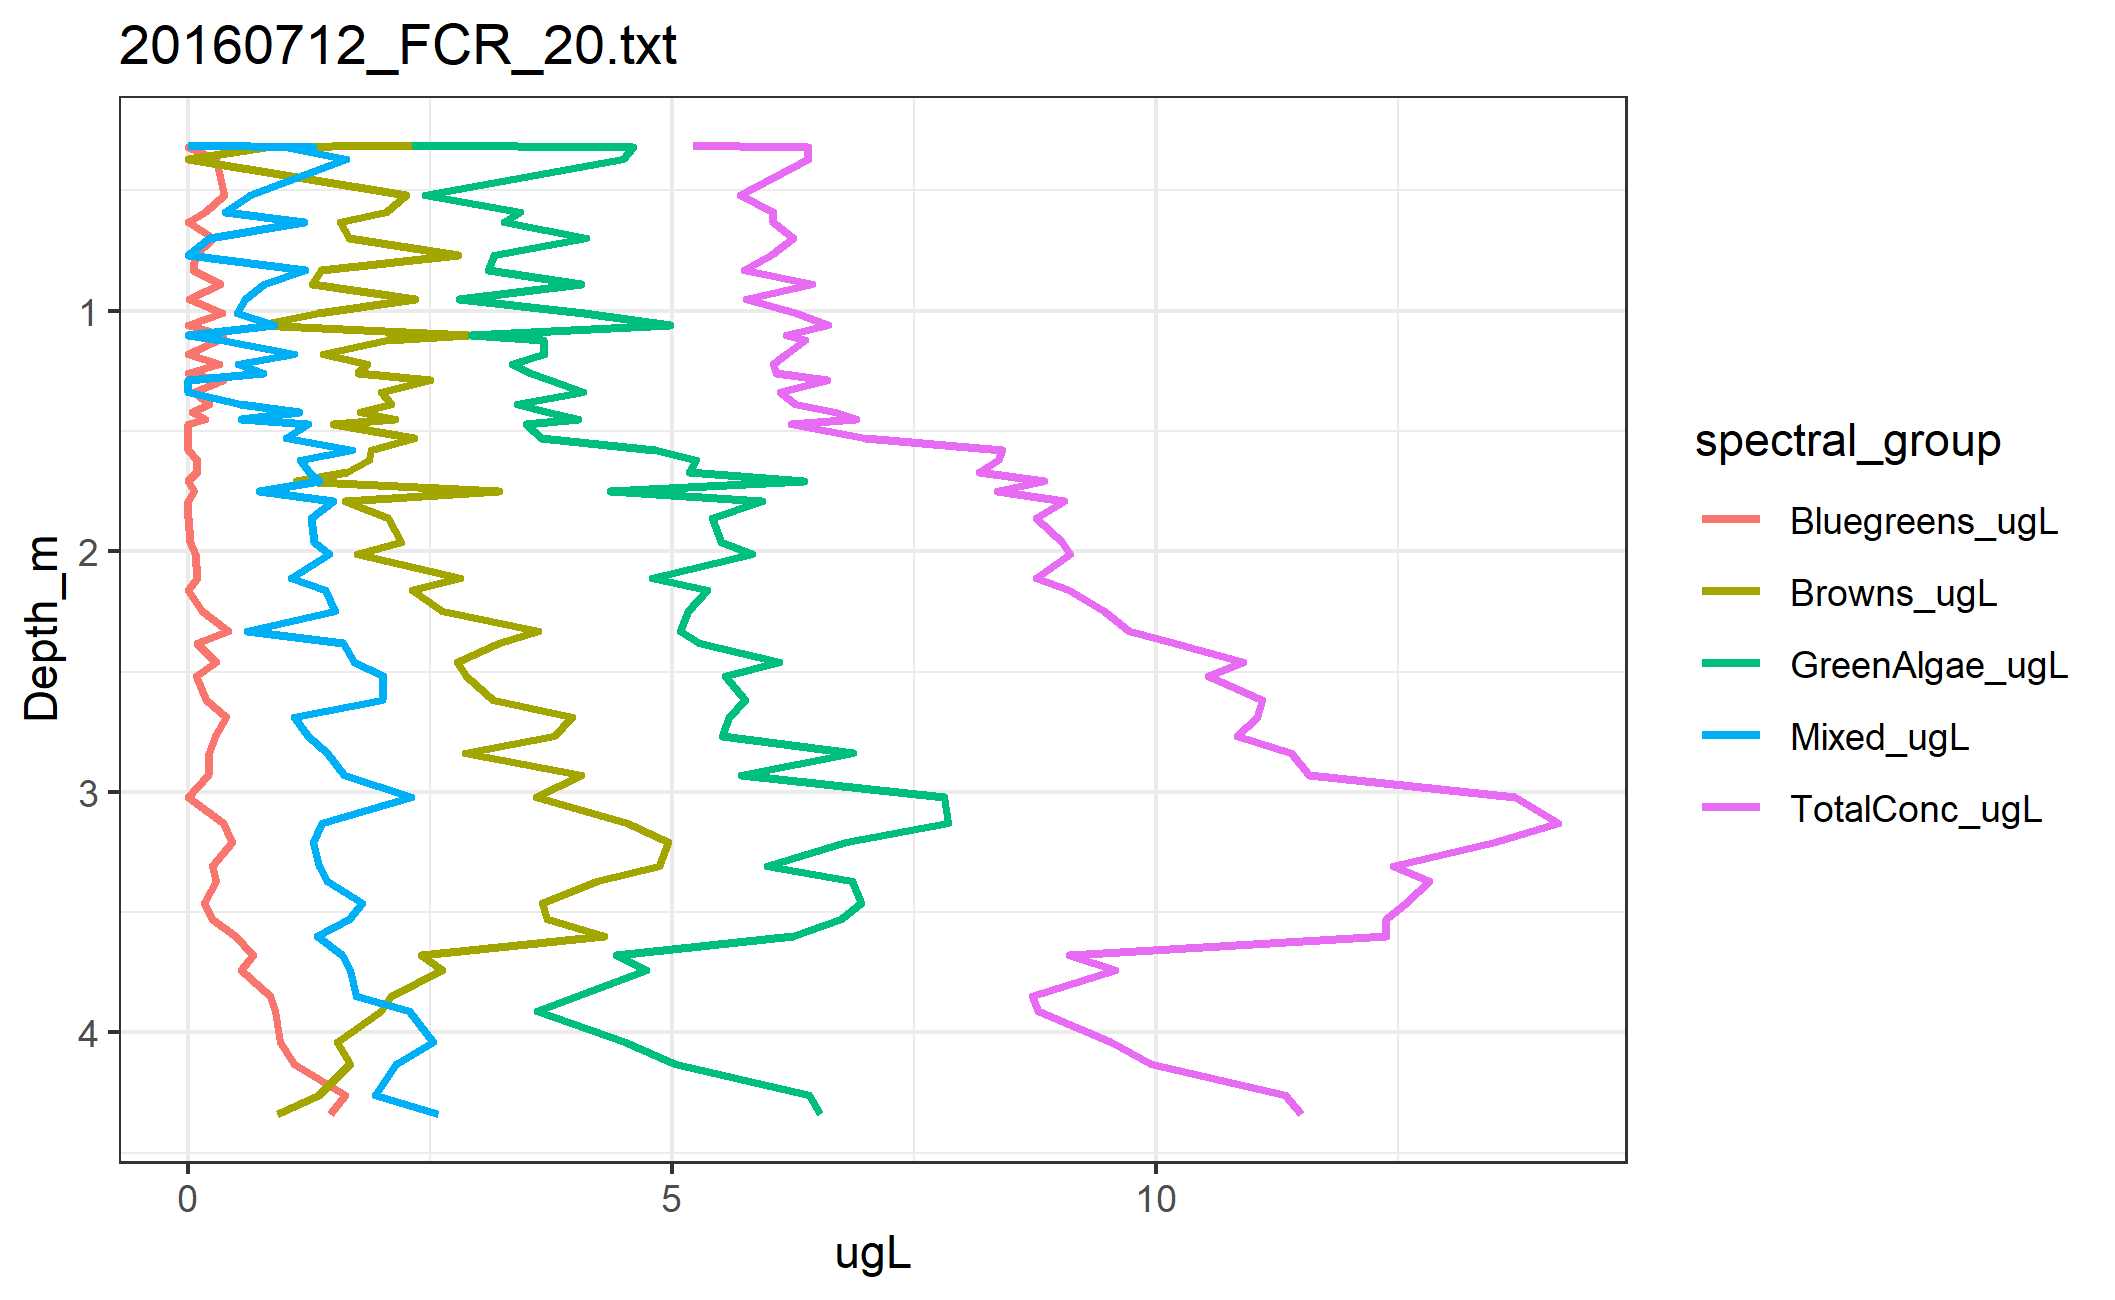 20160712_FCR_20.txt
Depth_m
1
2
3
4
0
5
10
ugL
spectral_group
Bluegreens_ugL
Browns_ugL
GreenAlgae_ugL
Mixed_ugL
TotalConc_ugL